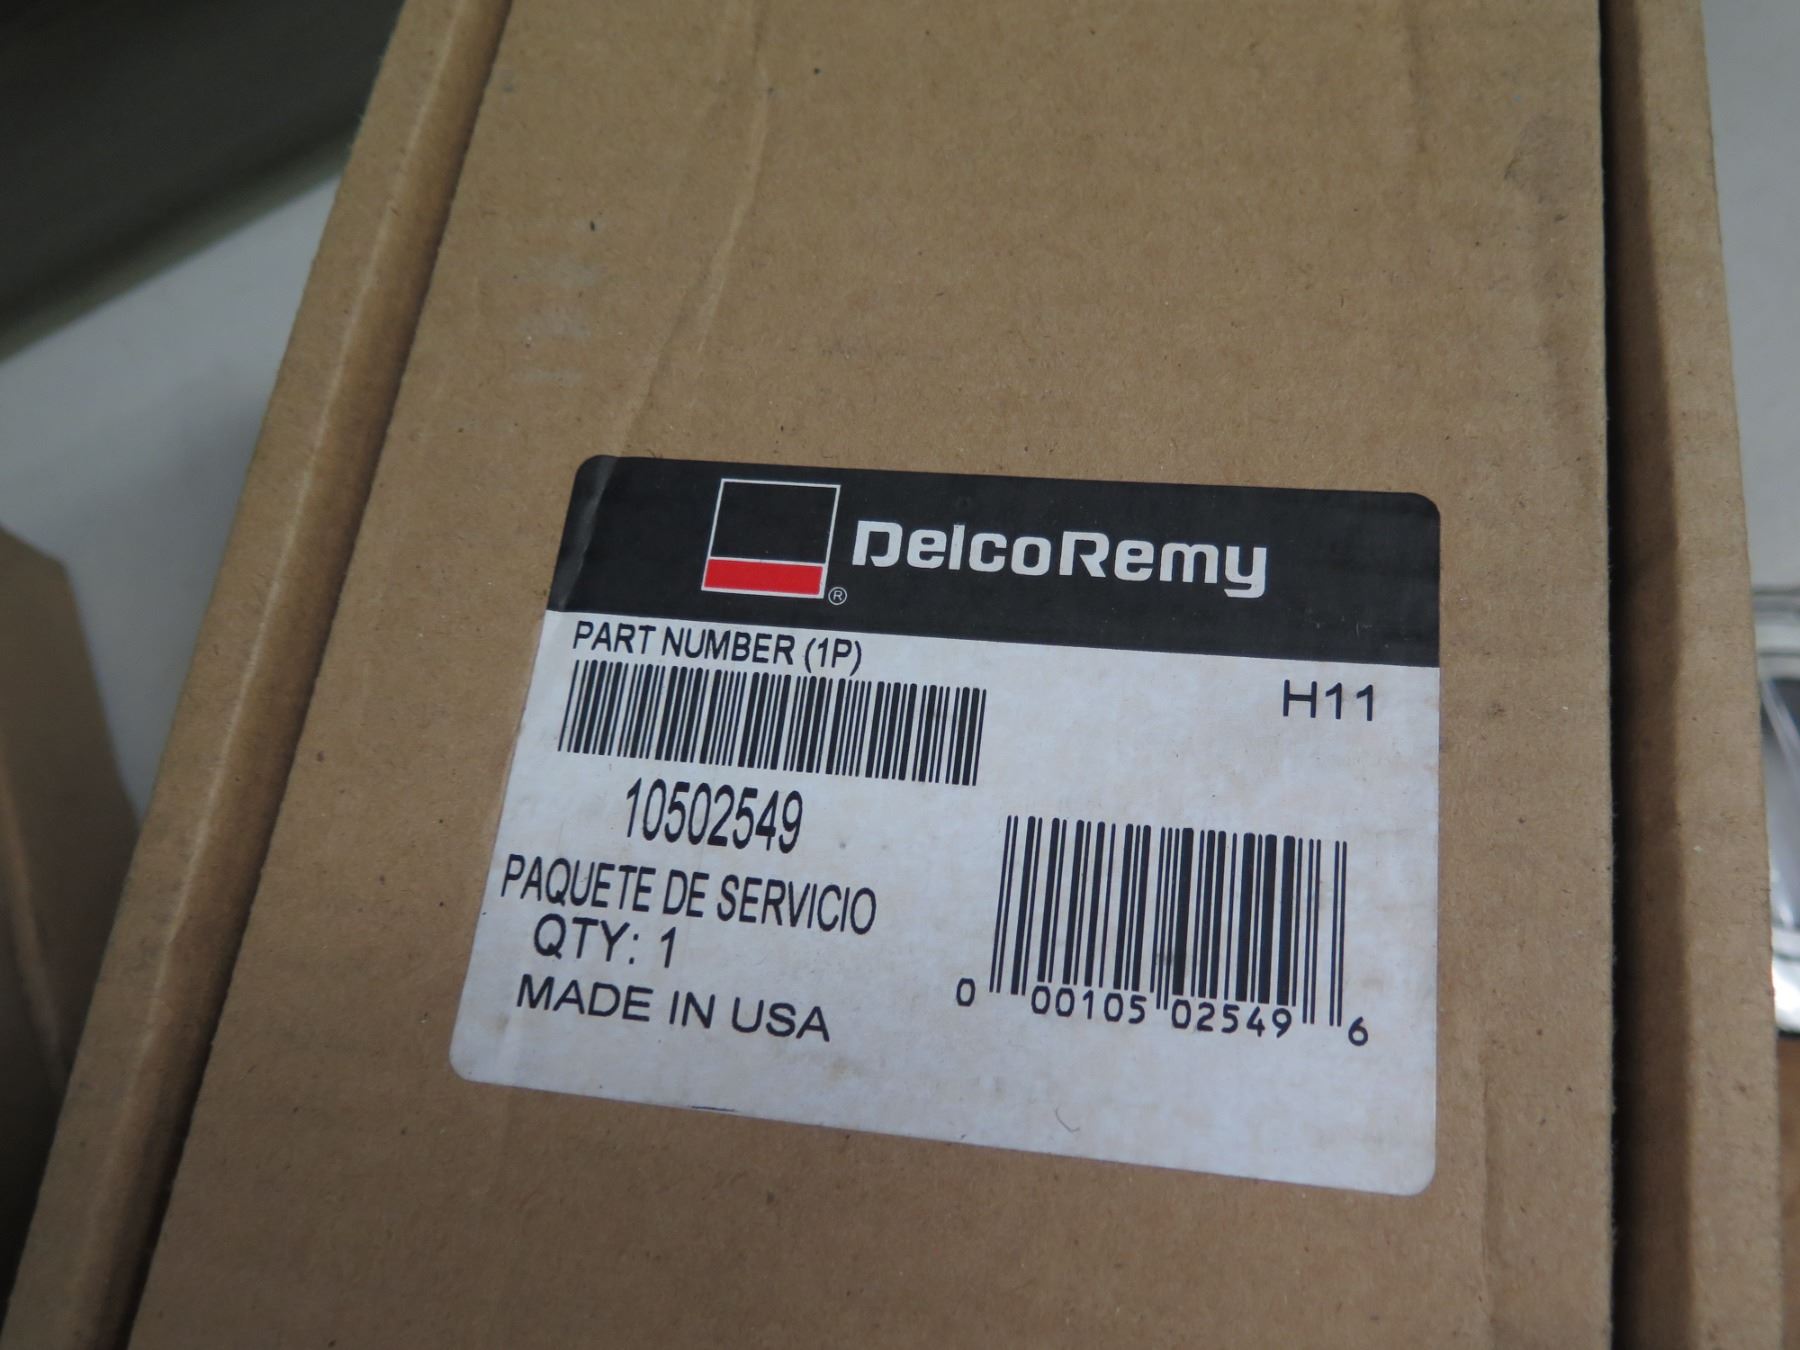 DelcoRemy
®
PART NUMBER (1P)
H11
10502549
PAQUETE DE SERVICIO
QTY: 1
MADE IN USA
0 00105 02549 6